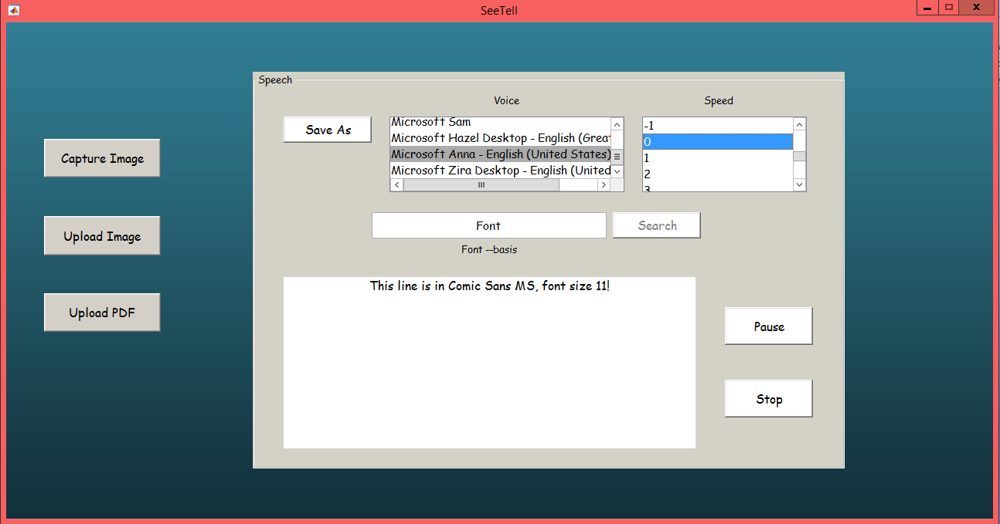 SeeTell
Speech
Voice
Speed
Save As
Microsoft Sam
Microsoft Hazel Desktop - English (Great
Microsoft Anna - English (United States)
Microsoft Zira Desktop - English (United
-1
0
1
2
3
Capture Image
Upload Image
Upload PDF
Font
Search
Font --basis
This line is in Comic Sans MS, font size 11!
Pause
Stop